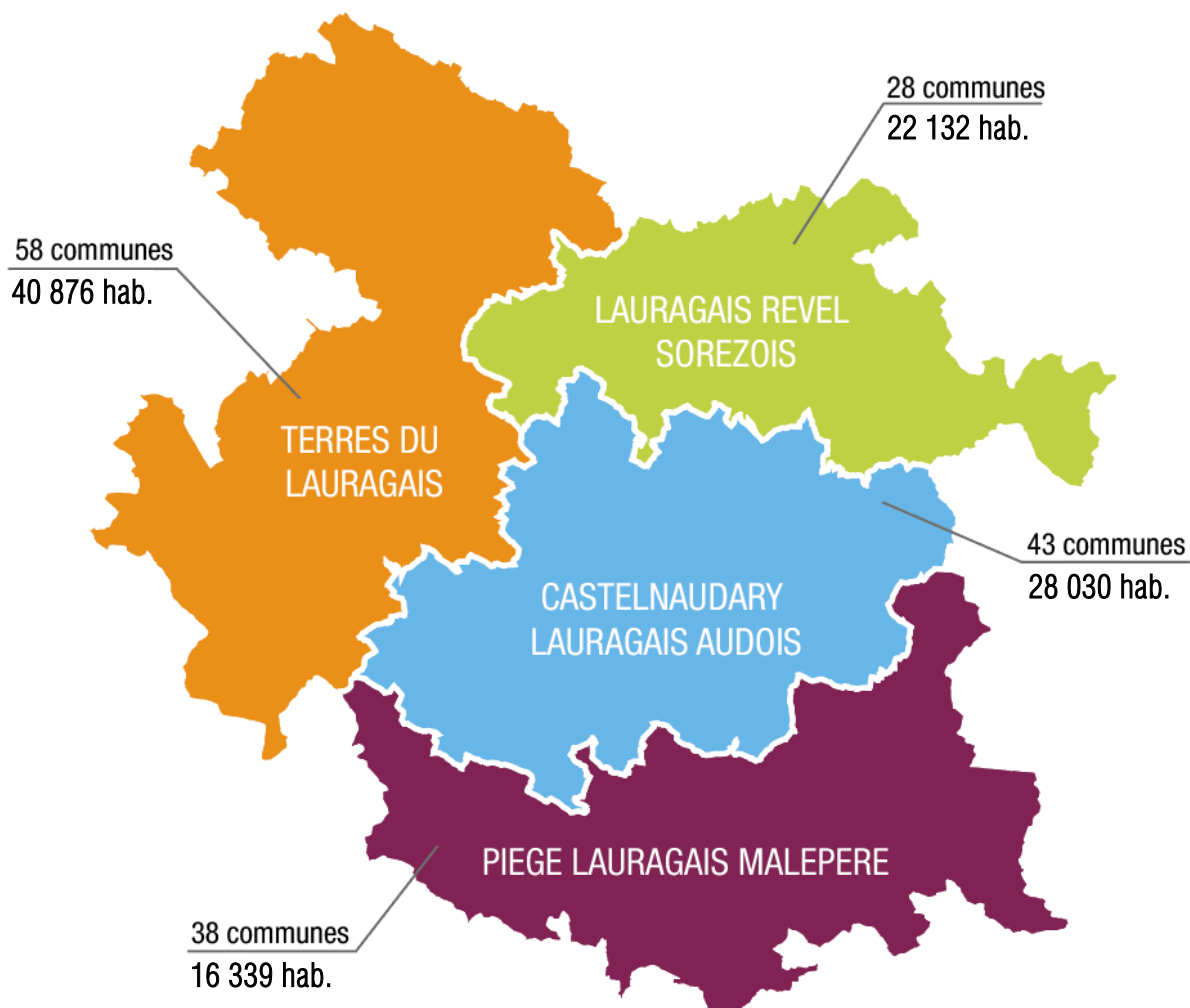 28 communes
22 132 hab.
58 communes
40 876 hab.
LAURAGAIS REVEL
SOREZOIS
TERRES DU
LAURAGAIS
43 communes
28 030 hab.
CASTELNAUDARY
LAURAGAIS AUDOIS
PIEGE LAURAGAIS MALEPERE
38 communes
16 339 hab.